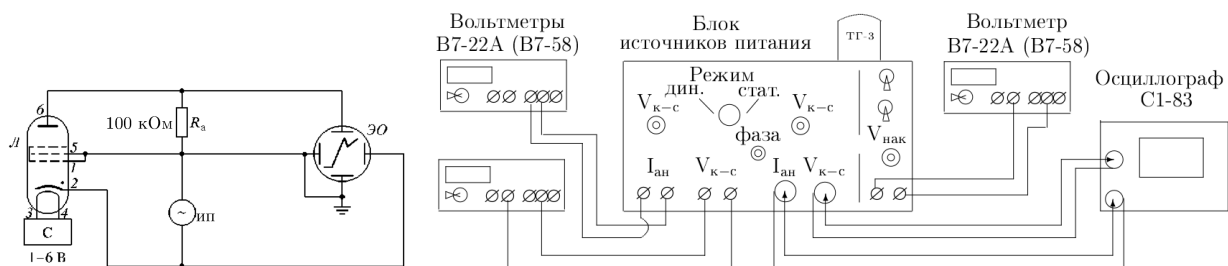 6
100 кОм
Rа
Л
5
1
2
3
4
С
1–6 В
ИП
ЭО
Вольтметры
В7-22А (В7-58)
Блок
источников питания
ТГ-3
Вольтметр
В7-22А (В7-58)
Осциллограф
С1-83
Режим
дин.
стат.
Vк−с
Vк−с
фаза
Vнак
Iан
Vк−с
Iан
Vк−с